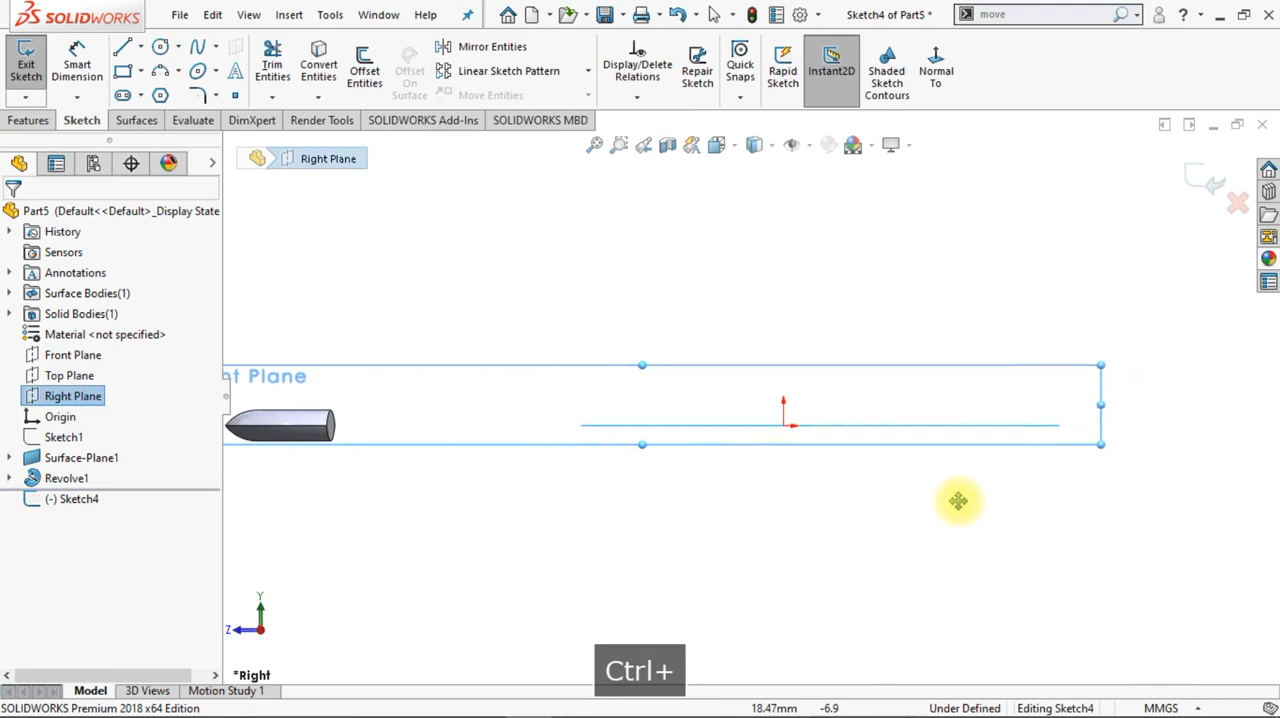 SOLIDWORKS File Edit View Insert Tools Window Help Sketch4 of Part5 * move ?
Exit Sketch Smart Dimension Trim Entities Convert Entities Offset Entities Offset On Surface Mirror Entities Linear Sketch Pattern Move Entities Display/Delete Relations Repair Sketch Quick Snaps Rapid Sketch Instant2D Shaded Sketch Contours Normal To
Features Sketch Surfaces Evaluate DimXpert Render Tools SOLIDWORKS Add-Ins SOLIDWORKS MBD
Right Plane
Part5 (Default<<Default>_Display State
History
Sensors
Annotations
Surface Bodies(1)
Solid Bodies(1)
Material <not specified>
Front Plane
Top Plane
Right Plane
Origin
Sketch1
Surface-Plane1
Revolve1
(-) Sketch4
nt Plane
Y
Z
*Right
Ctrl+
Model 3D Views Motion Study 1
SOLIDWORKS Premium 2018 x64 Edition 18.47mm -6.9 Under Defined Editing Sketch4 MMGS